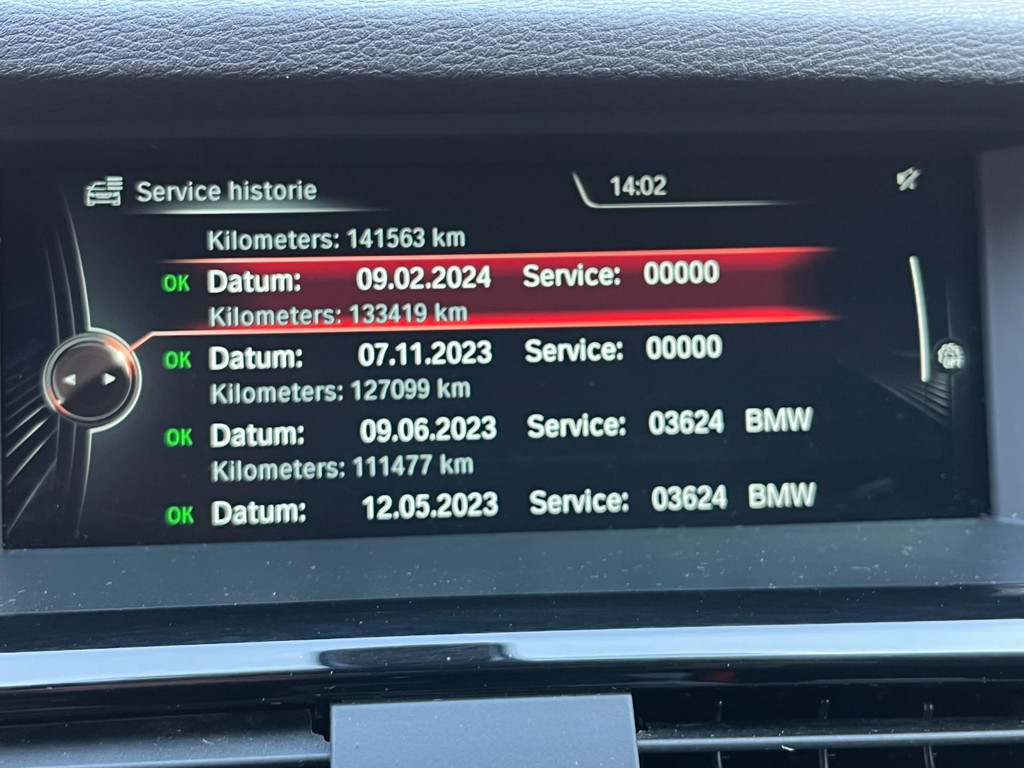 Service historie 14:02
Kilometers: 141563 km
OK Datum: 09.02.2024 Service: 00000
Kilometers: 133419 km
OK Datum: 07.11.2023 Service: 00000
Kilometers: 127099 km
OK Datum: 09.06.2023 Service: 03624 BMW
Kilometers: 111477 km
OK Datum: 12.05.2023 Service: 03624 BMW
OFF